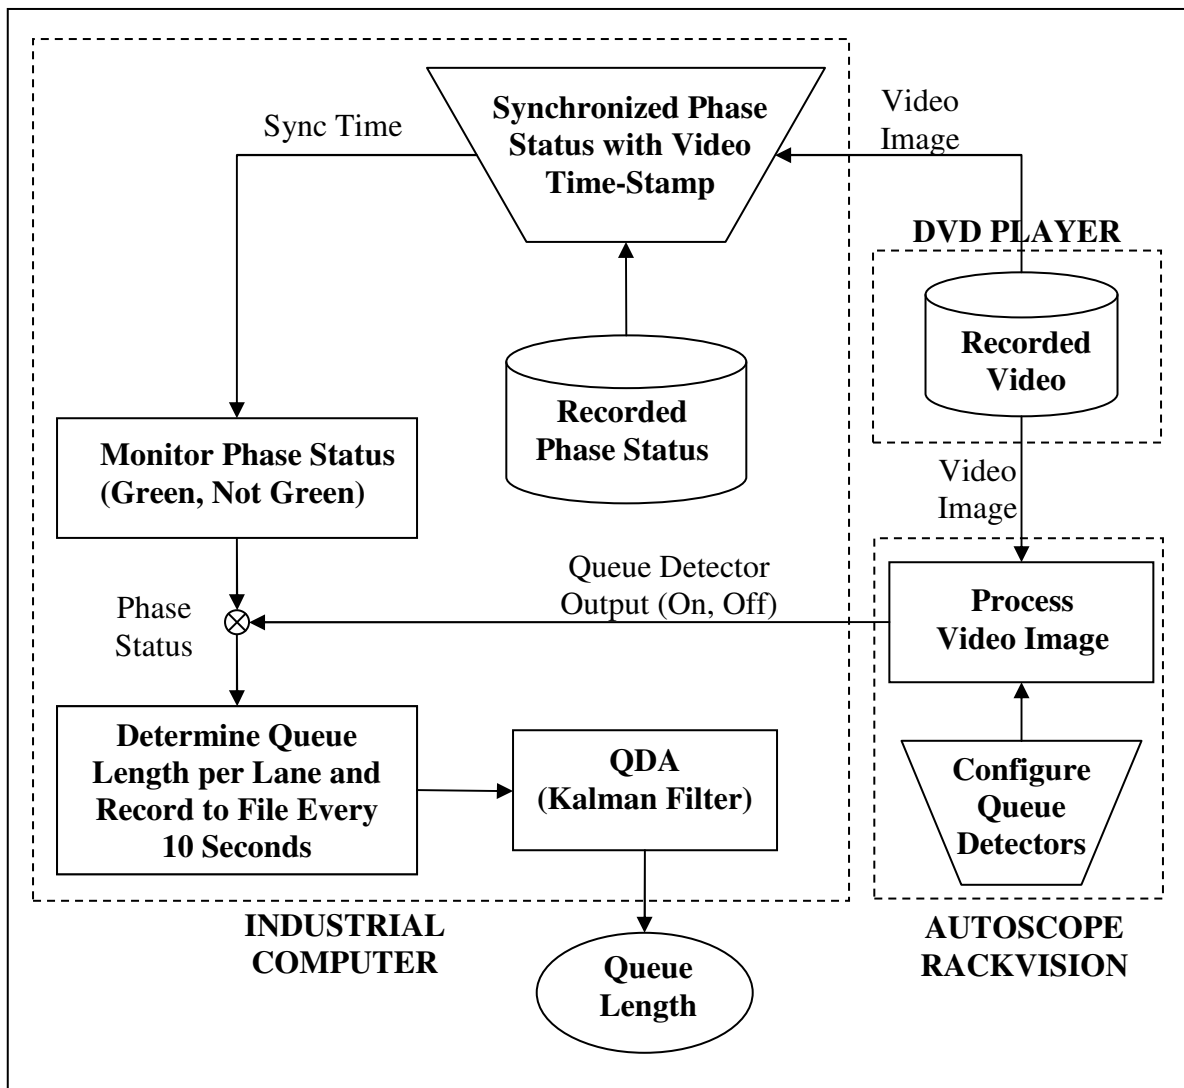 Synchronized Phase
Status with Video
Time-Stamp
Sync Time
Video
Image
DVD PLAYER
Recorded
Video
Recorded
Phase Status
Monitor Phase Status
(Green, Not Green)
Video
Image
Queue Detector
Output (On, Off)
Process
Video Image
Phase
Status
Determine Queue
Length per Lane and
Record to File Every
10 Seconds
QDA
(Kalman Filter)
Configure
Queue
Detectors
INDUSTRIAL
COMPUTER
AUTOSCOPE
RACKVISION
Queue
Length